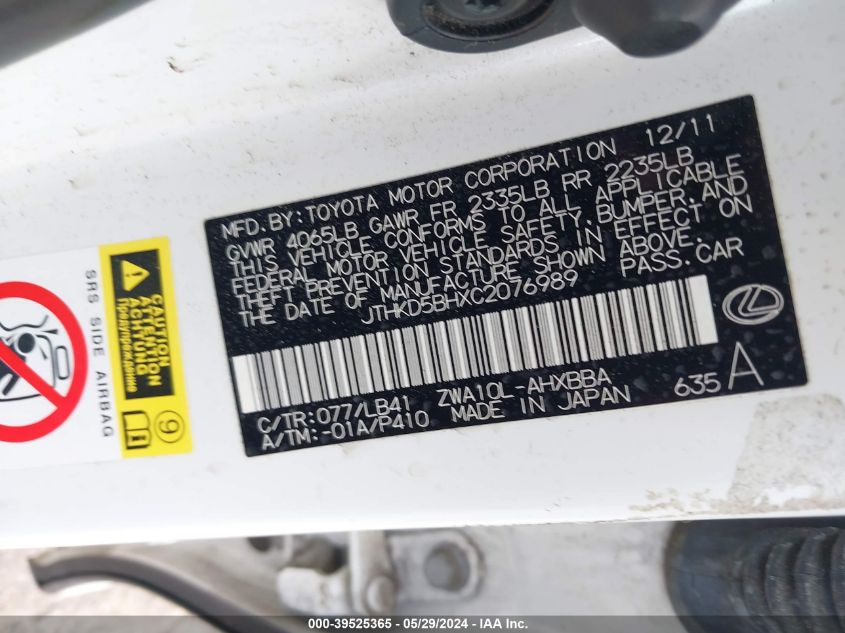 MFD. BY: TOYOTA MOTOR CORPORATION 12/11
GVWR 4065LB GAWR FR 2335LB RR 2235LB
THIS VEHICLE CONFORMS TO ALL APPLICABLE
FEDERAL MOTOR VEHICLE SAFETY, BUMPER, AND
THEFT PREVENTION STANDARDS IN EFFECT ON
THE DATE OF MANUFACTURE SHOWN ABOVE.
JTHKD5BHXC2076989 PASS. CAR
C/TR: 077/LB41 ZWA10L-AHXBBA
A/TM: -01A/P410 MADE IN JAPAN 635 A
SRS SIDE AIRBAG
CAUTION
ATTENTION
ACHTUNG
Предупреждение
9
000-39525365 - 05/29/2024 - IAA Inc.